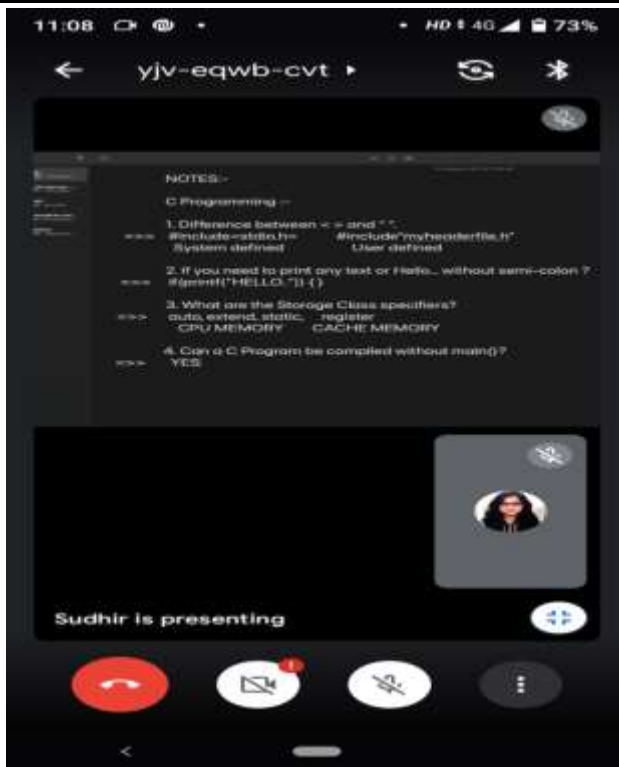 11:08 HD 4G 73%
yjv-eqwb-cvt
NOTES:-
C Programming :-
1. Difference between < > and " ".
>>> #include<stdio.h> #include"myheaderfile.h"
System defined User defined
2. If you need to print any text or Hello... without semi-colon ?
>>> if(printf("HELLO, ")) { }
3. What are the Storage Class specifiers?
>>> auto, extend, static, register
CPU MEMORY CACHE MEMORY
4. Can a C Program be compiled without main()?
>>> YES
Sudhir is presenting